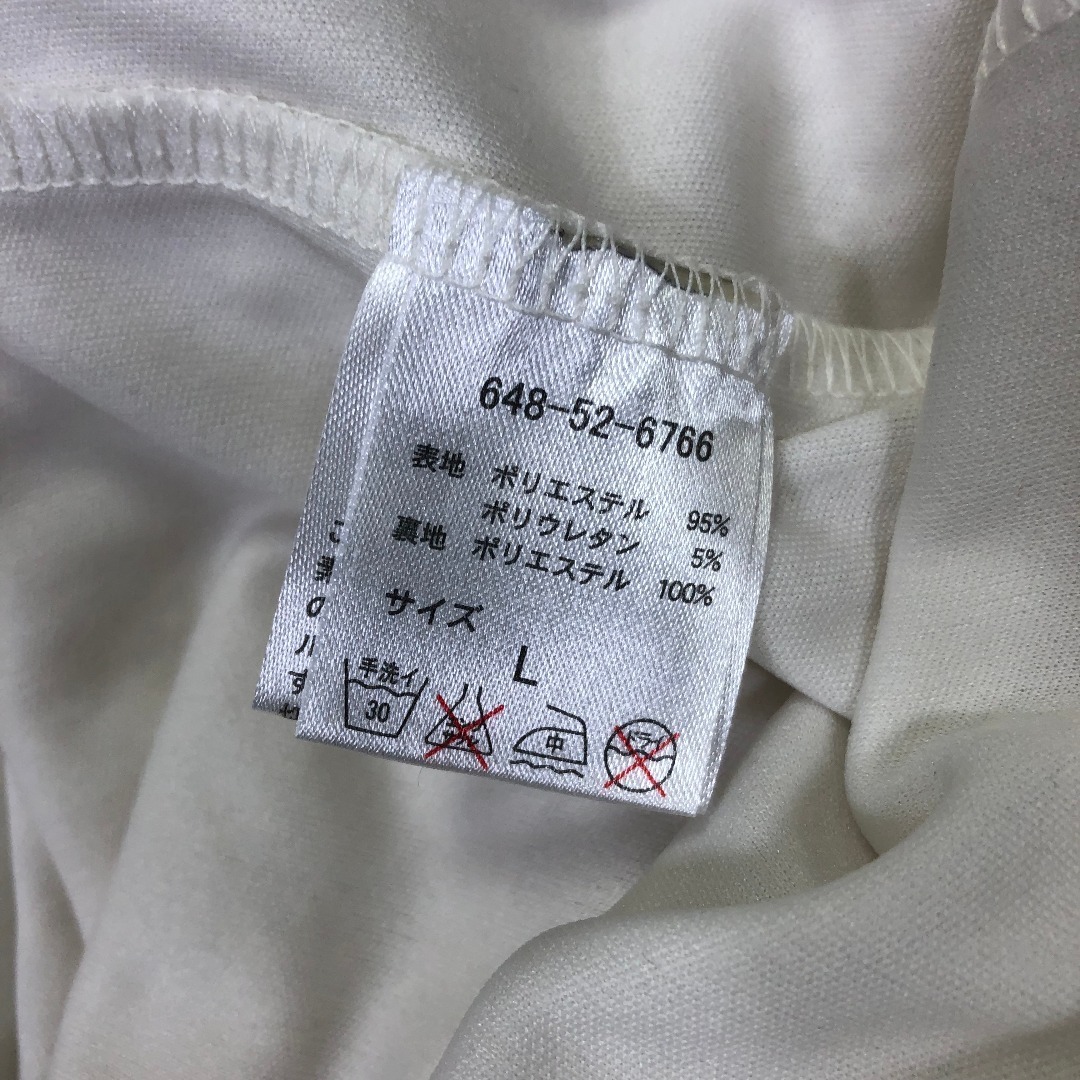 648-52-6766
表地 ポリエステル 95%
ポリウレタン 5%
裏地 ポリエステル 100%
サイズ
L
手洗イ
30
中
ドライ